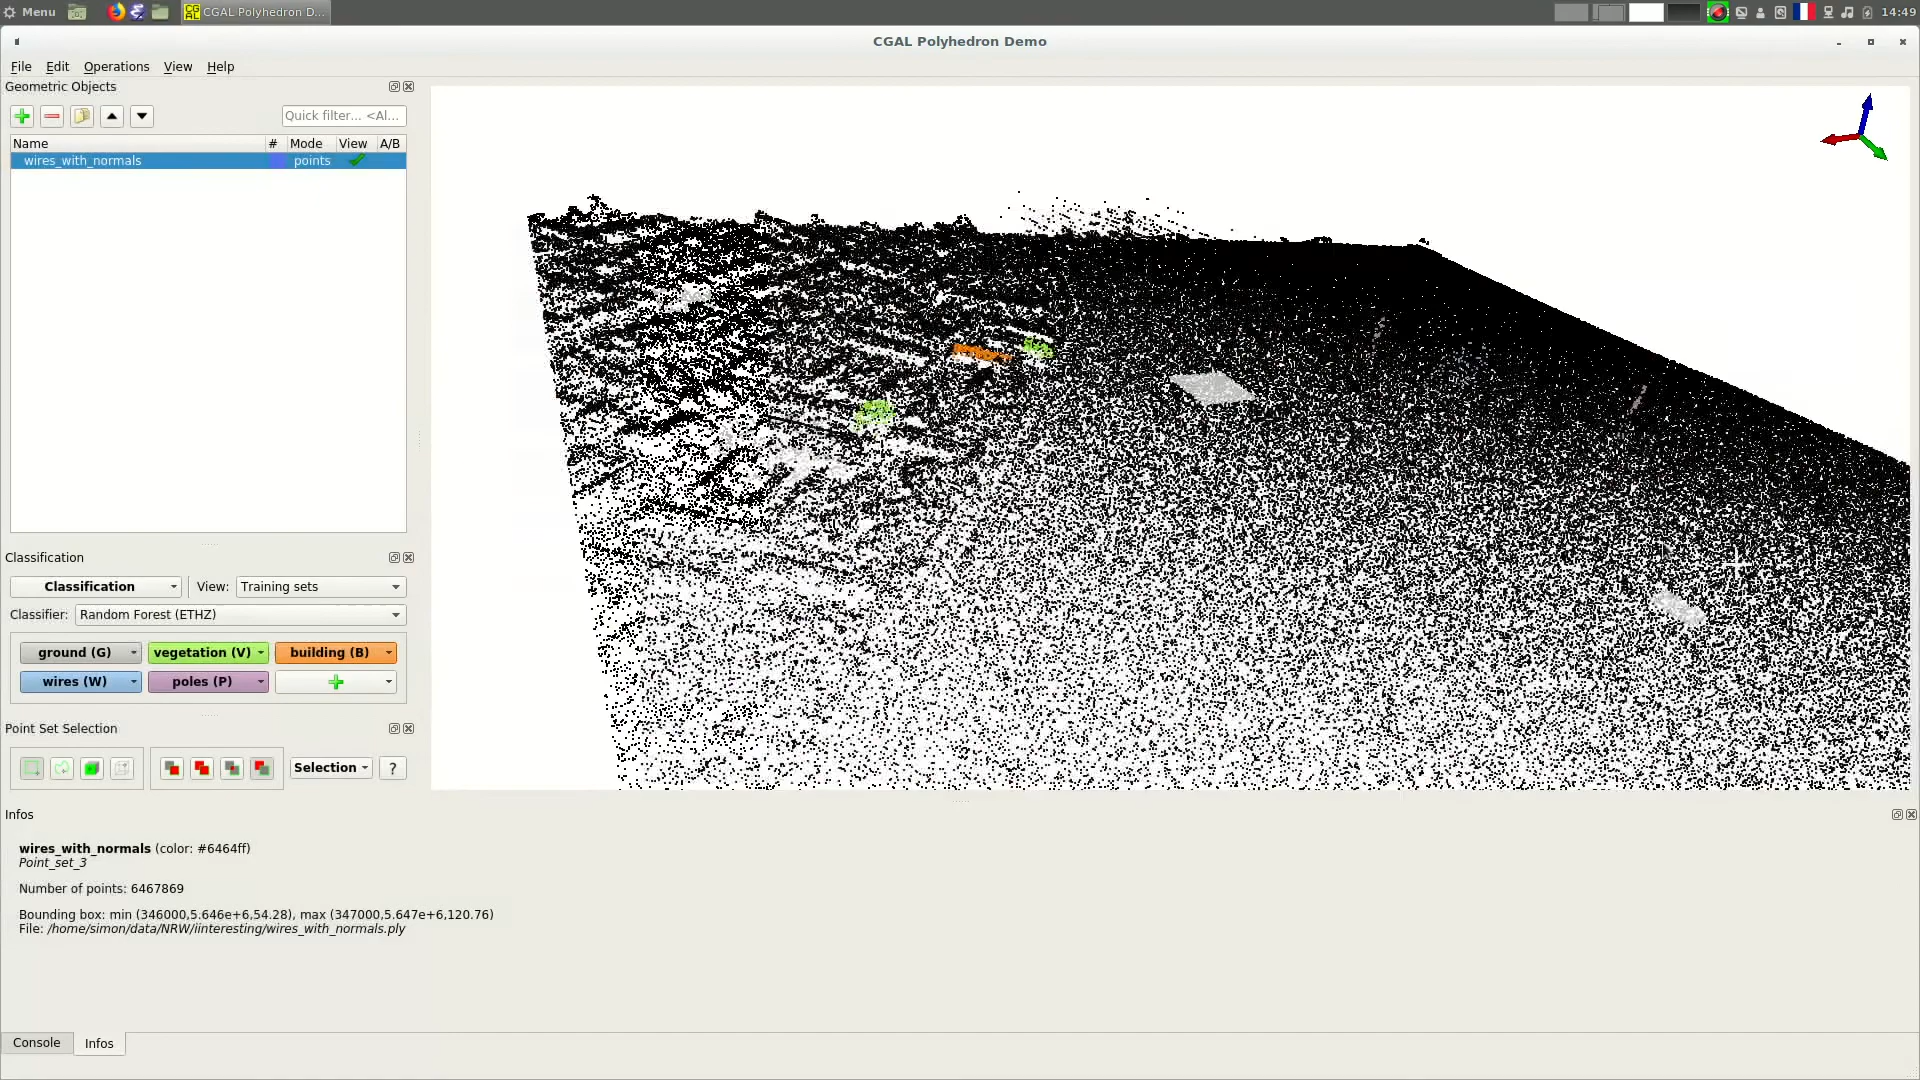 Menu CGAL Polyhedron D... 14:49
CGAL Polyhedron Demo
File Edit Operations View Help
Geometric Objects
Quick filter... <Al...
Name # Mode View A/B
wires_with_normals points
Classification
Classification View: Training sets
Classifier: Random Forest (ETHZ)
ground (G) vegetation (V) building (B)
wires (W) poles (P)
Point Set Selection
Selection ?
Infos
wires_with_normals (color: #6464ff)
Point_set_3
Number of points: 6467869
Bounding box: min (346000,5.646e+6,54.28), max (347000,5.647e+6,120.76)
File: /home/simon/data/NRW/iinteresting/wires_with_normals.ply
Console Infos